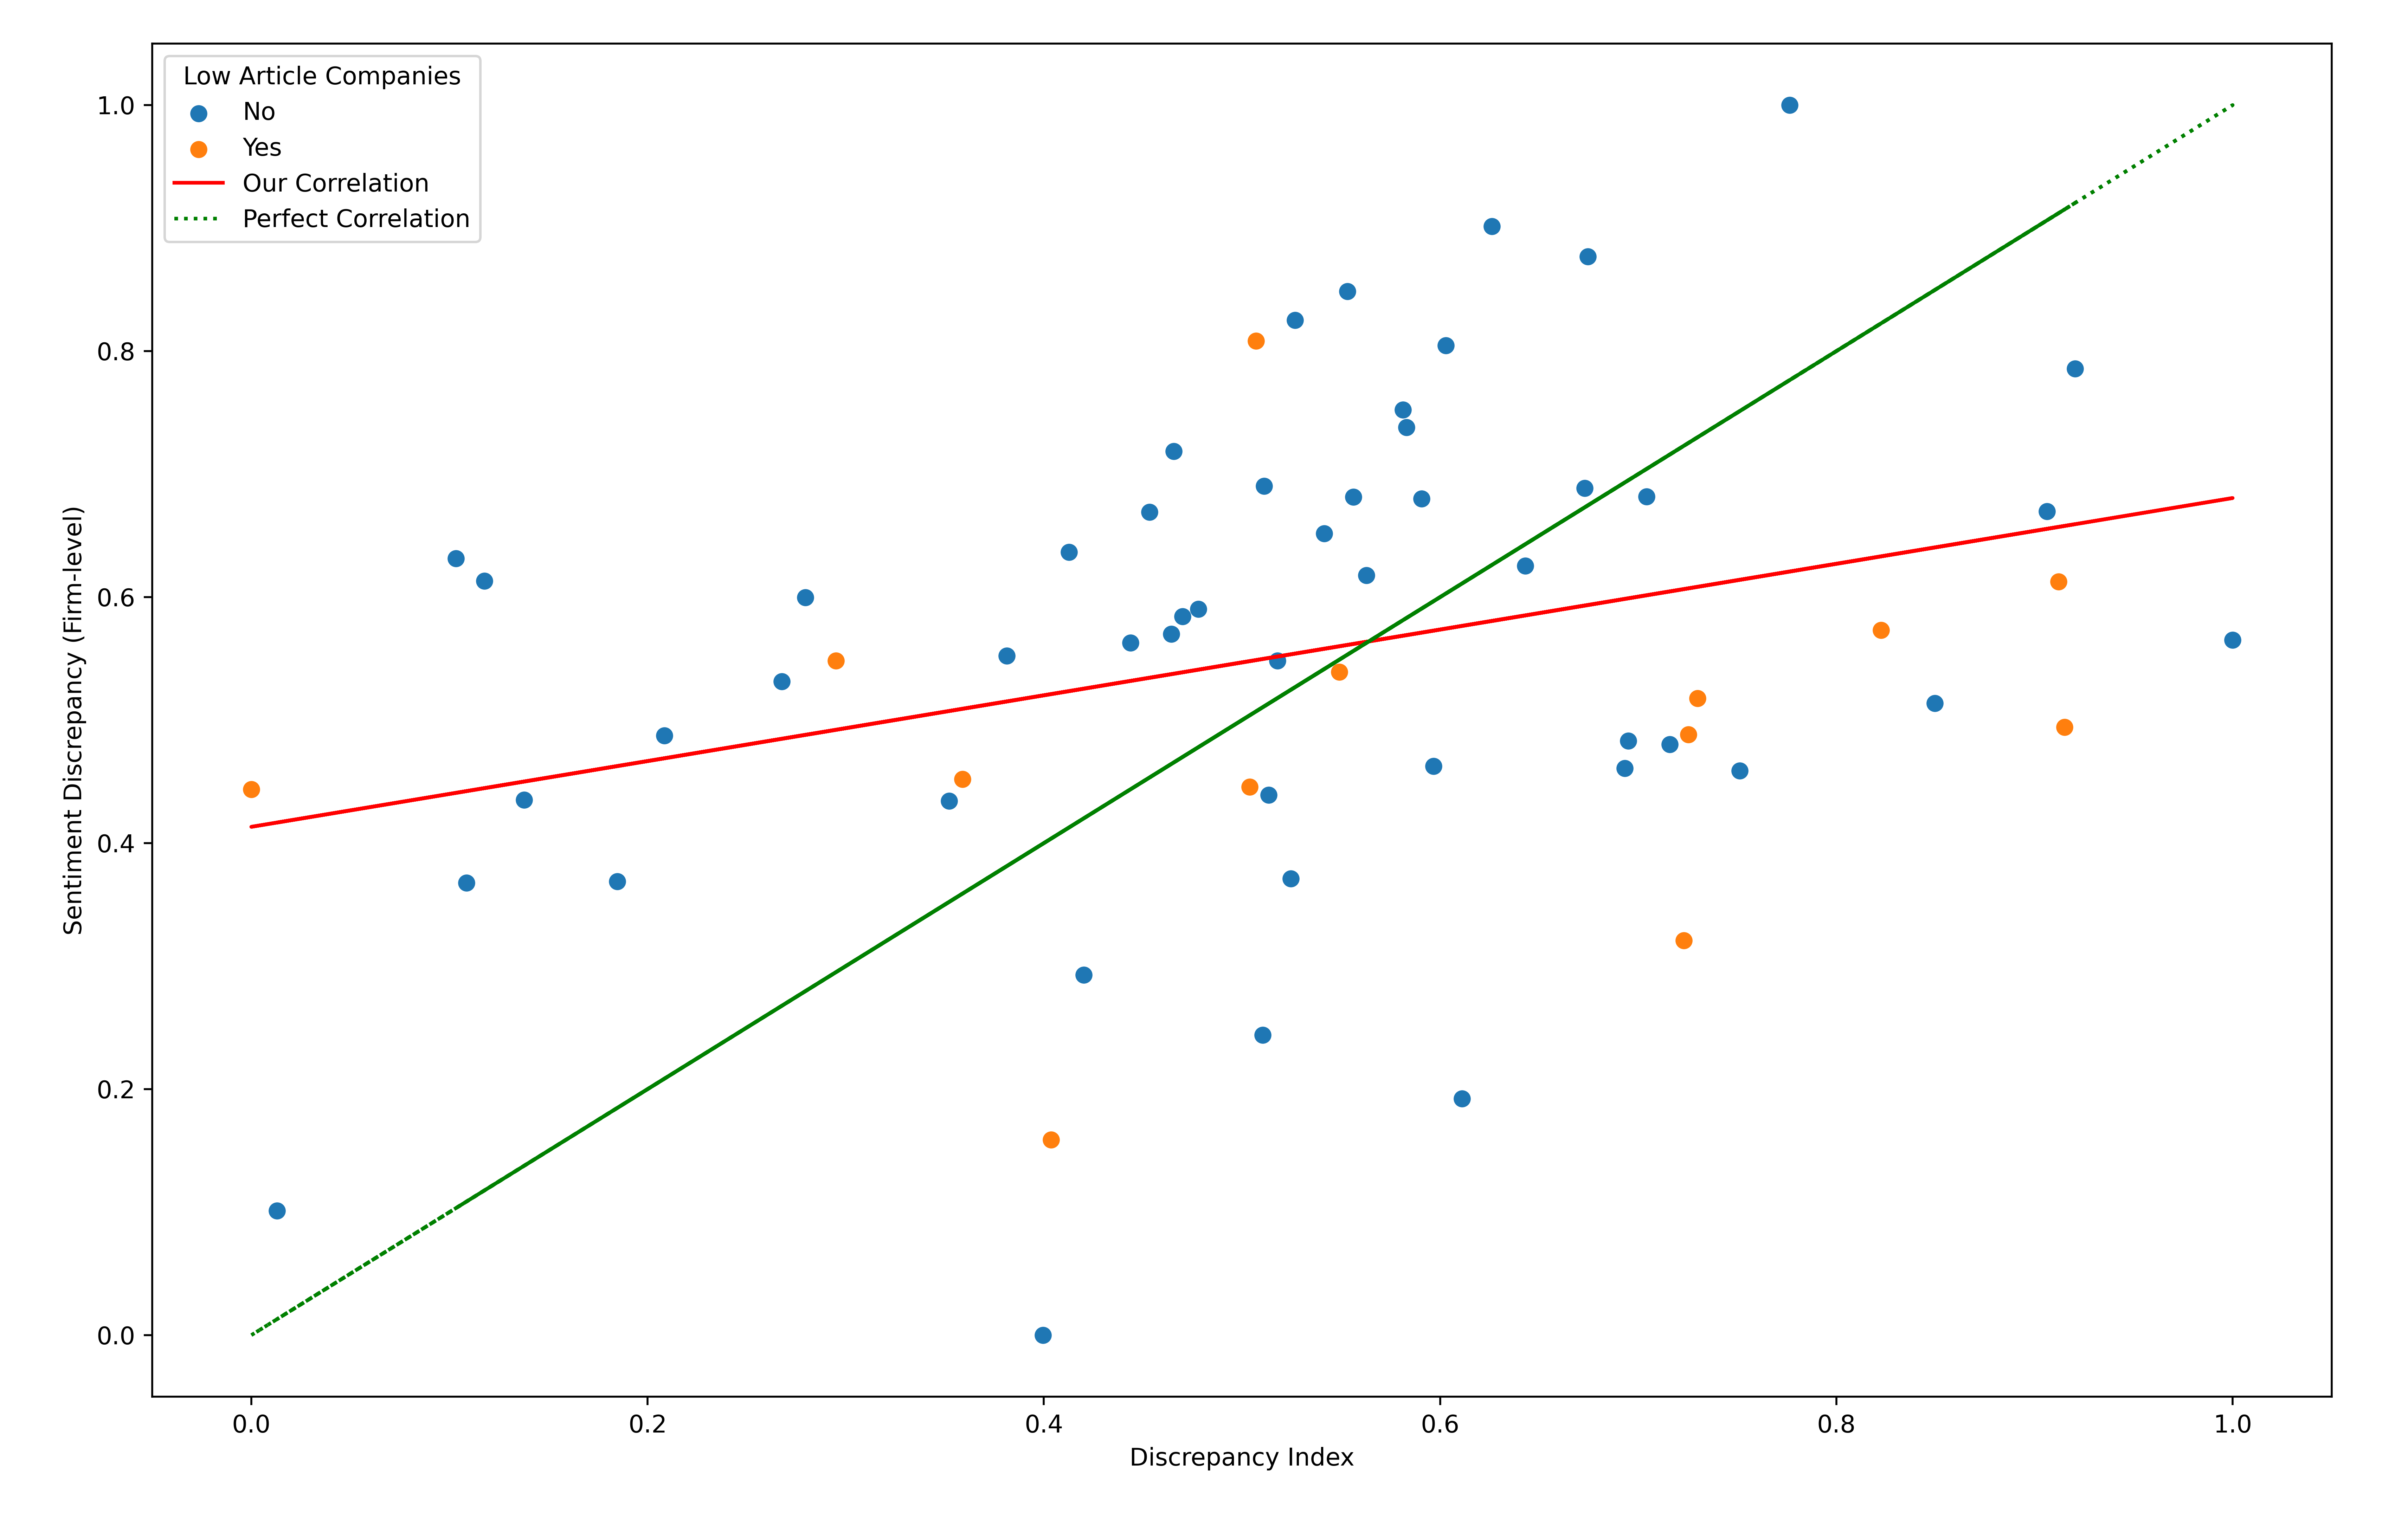 Low Article Companies
No
Yes
Our Correlation
Perfect Correlation
1.0
0.8
0.6
0.4
0.2
0.0
Sentiment Discrepancy (Firm-level)
0.0 0.2 0.4 0.6 0.8 1.0
Discrepancy Index